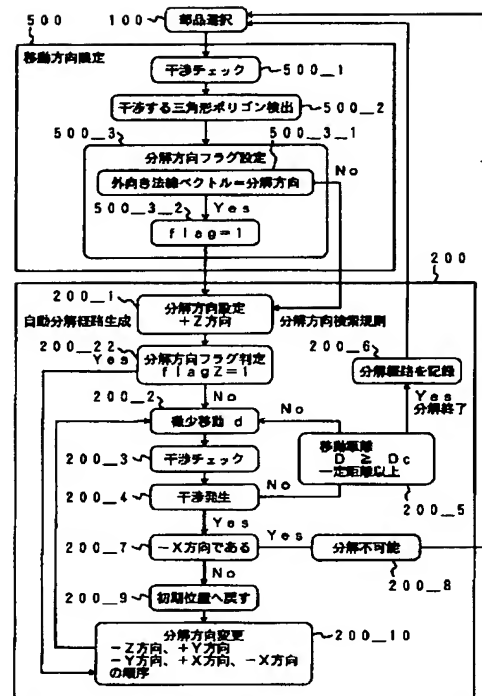 500
100
部品選択
移動方向限定
干渉チェック
500_1
干渉する三角形ポリゴン検出
500_2
500_3
500_3_1
分解方向フラグ設定
外向き法線ベクトル=分解方向
No
500_3_2
Yes
flag=1
200
200_1
分解方向設定
+Z方向
自動分解経路生成
分解方向検索規則
200_22
200_6
Yes
分解方向フラグ判定
flagZ=1
分解経路を記録
200_2
No
Yes
分解終了
微少移動 d
No
200_3
移動距離
D ≧ Dc
一定距離以上
干渉チェック
200_4
No
干渉発生
200_5
Yes
200_7
-X方向である
Yes
分解不可能
No
200_8
200_9
初期位置へ戻す
200_10
分解方向変更
-Z方向、+Y方向
-Y方向、+X方向、-X方向
の順序